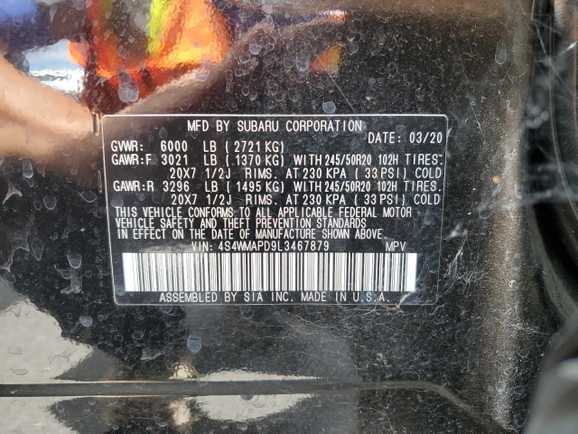 MFD BY SUBARU CORPORATION
DATE: 03/20
GVWR: 6000 LB ( 2721 KG)
GAWR:F 3021 LB ( 1370 KG) WITH 245/50R20 102H TIRES.
20X7 1/2J RIMS. AT 230 KPA ( 33 PSI) COLD
GAWR:R 3296 LB ( 1495 KG) WITH 245/50R20 102H TIRES.
20X7 1/2J RIMS. AT 230 KPA ( 33 PSI) COLD
THIS VEHICLE CONFORMS TO ALL APPLICABLE FEDERAL MOTOR
VEHICLE SAFETY AND THEFT PREVENTION STANDARDS
IN EFFECT ON THE DATE OF MANUFACTURE SHOWN ABOVE.
VIN: 4S4WMAPD9L3467879 MPV
ASSEMBLED BY SIA INC. MADE IN U.S.A.